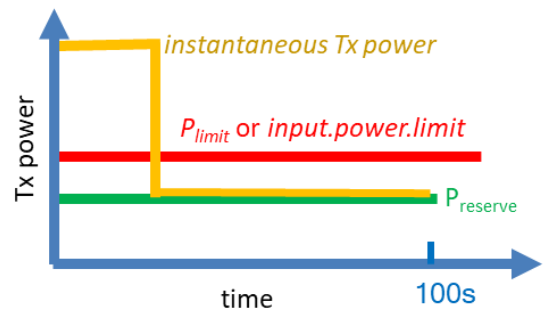 instantaneous Tx power
Plimit or input.power.limit
Tx power
Preserve
100s
time